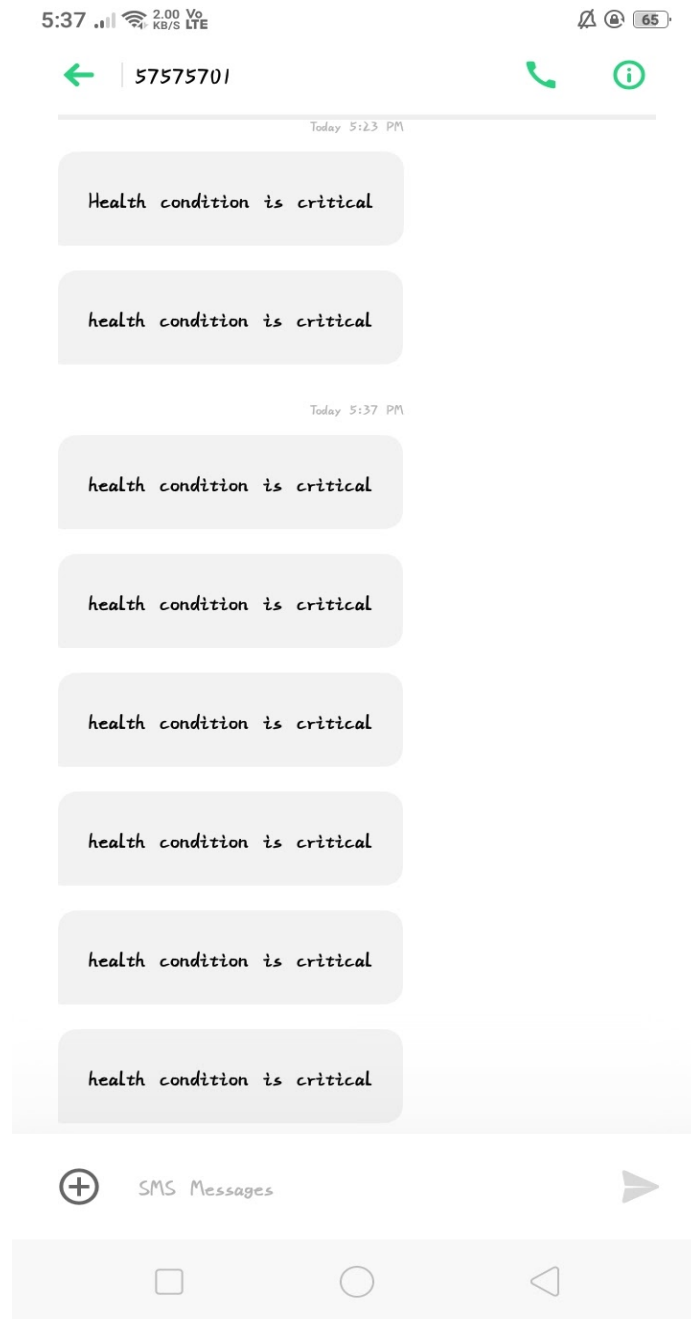 5:37 2.00 KB/S Vo LTE 65
57575701
Today 5:23 PM
Health condition is critical
health condition is critical
Today 5:37 PM
health condition is critical
health condition is critical
health condition is critical
health condition is critical
health condition is critical
health condition is critical
SMS Messages